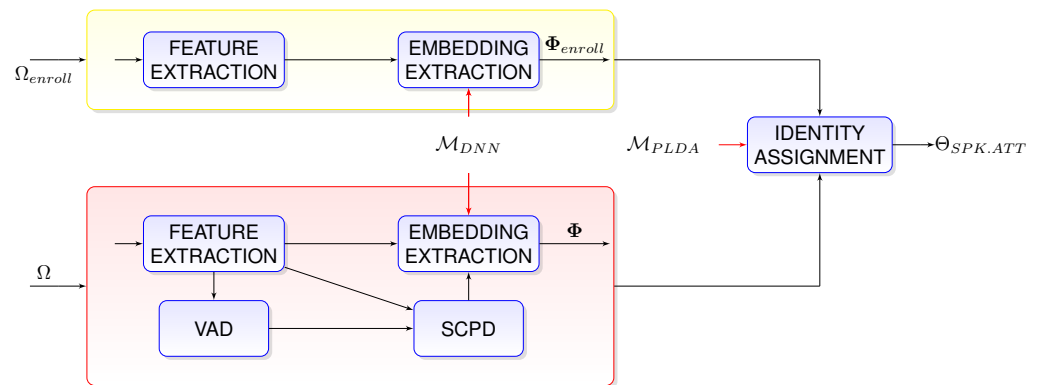 Ω_enroll
FEATURE
EXTRACTION
EMBEDDING
EXTRACTION
Φ_enroll
M_DNN
M_PLDA
IDENTITY
ASSIGNMENT
Θ_SPK.ATT
Ω
FEATURE
EXTRACTION
EMBEDDING
EXTRACTION
Φ
VAD
SCPD